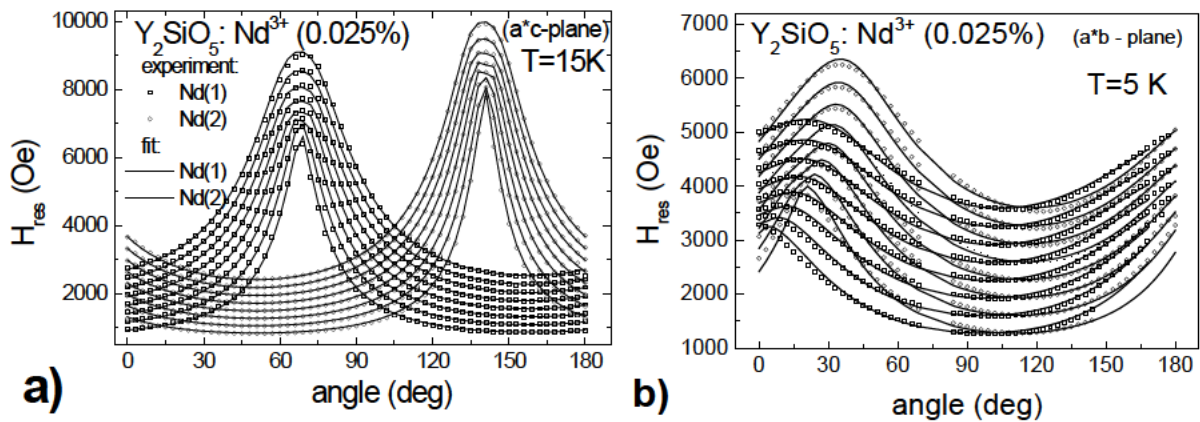 Y2SiO5: Nd3+ (0.025%)
(a*c-plane)
T=15K
experiment:
Nd(1)
Nd(2)
fit:
Nd(1)
Nd(2)
10000
8000
6000
4000
2000
Hres (Oe)
0 30 60 90 120 150 180
angle (deg)
a)
Y2SiO5: Nd3+ (0.025%)
(a*b - plane)
T=5 K
7000
6000
5000
4000
3000
2000
1000
Hres (Oe)
0 30 60 90 120 150 180
angle (deg)
b)